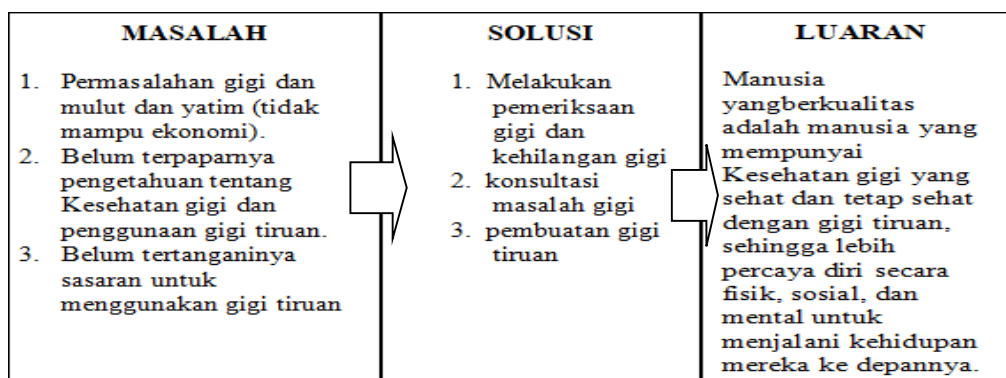 MASALAH
1. Permasalahan gigi dan
mulut dan yatim (tidak
mampu ekonomi).
2. Belum terpaparnya
pengetahuan tentang
Kesehatan gigi dan
penggunaan gigi tiruan.
3. Belum tertanganinya
sasaran untuk
menggunakan gigi tiruan
SOLUSI
1. Melakukan
pemeriksaan
gigi dan
kehilangan gigi
2. konsultasi
masalah gigi
3. pembuatan gigi
tiruan
LUARAN
Manusia
yangberkualitas
adalah manusia yang
mempunyai
Kesehatan gigi yang
sehat dan tetap sehat
dengan gigi tiruan,
sehingga lebih
percaya diri secara
fisik, sosial, dan
mental untuk
menjalani kehidupan
mereka ke depannya.